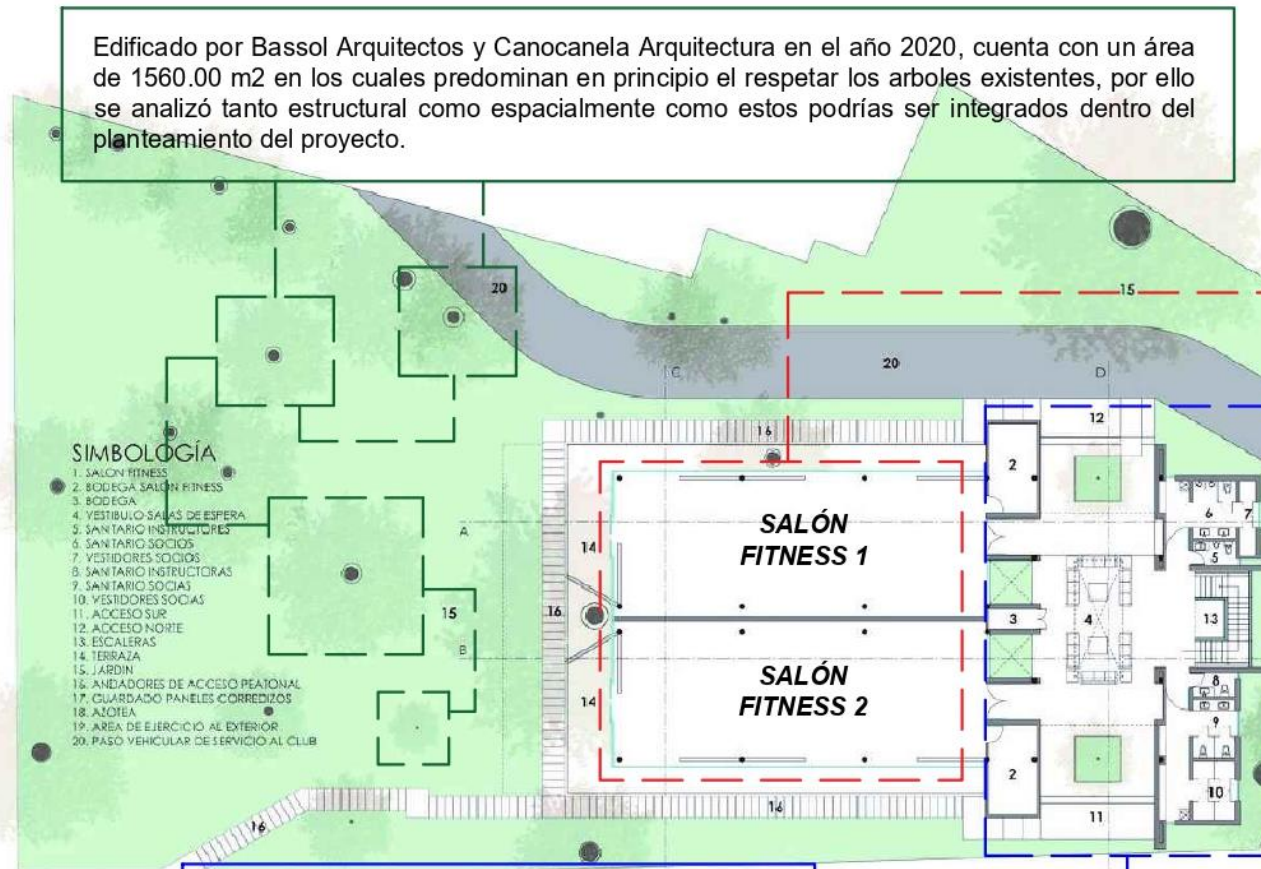 Edificado por Bassol Arquitectos y Canocanela Arquitectura en el año 2020, cuenta con un área
de 1560.00 m2 en los cuales predominan en principio el respetar los arboles existentes, por ello
se analizó tanto estructural como espacialmente como estos podrías ser integrados dentro del
planteamiento del proyecto.
20
15
C
20
D
12
16
SIMBOLOGÍA
1. SALON FITNESS
2. BODEGA SALON FITNESS
3. BODEGA
4. VESTIBULO SALAS DE ESPERA
5. SANITARIO INSTRUCTORES
6. SANITARIO SOCIOS
7. VESTIDORES SOCIOS
8. SANITARIO INSTRUCTORAS
9. SANITARIO SOCIAS
10. VESTIDORES SOCIAS
11. ACCESO SUR
12. ACCESO NORTE
13. ESCALERAS
14. TERRAZA
15. JARDIN
16. ANDADORES DE ACCESO PEATONAL
17. GUARDADO PANELES CORREDIZOS
18. AZOTEA
19. AREA DE EJERCICIO AL EXTERIOR
20. PASO VEHICULAR DE SERVICIO AL CLUB
A
B
15
16
14
14
SALÓN
FITNESS 1
SALÓN
FITNESS 2
2
6
7
5
3
4
13
8
9
2
10
11
16
16